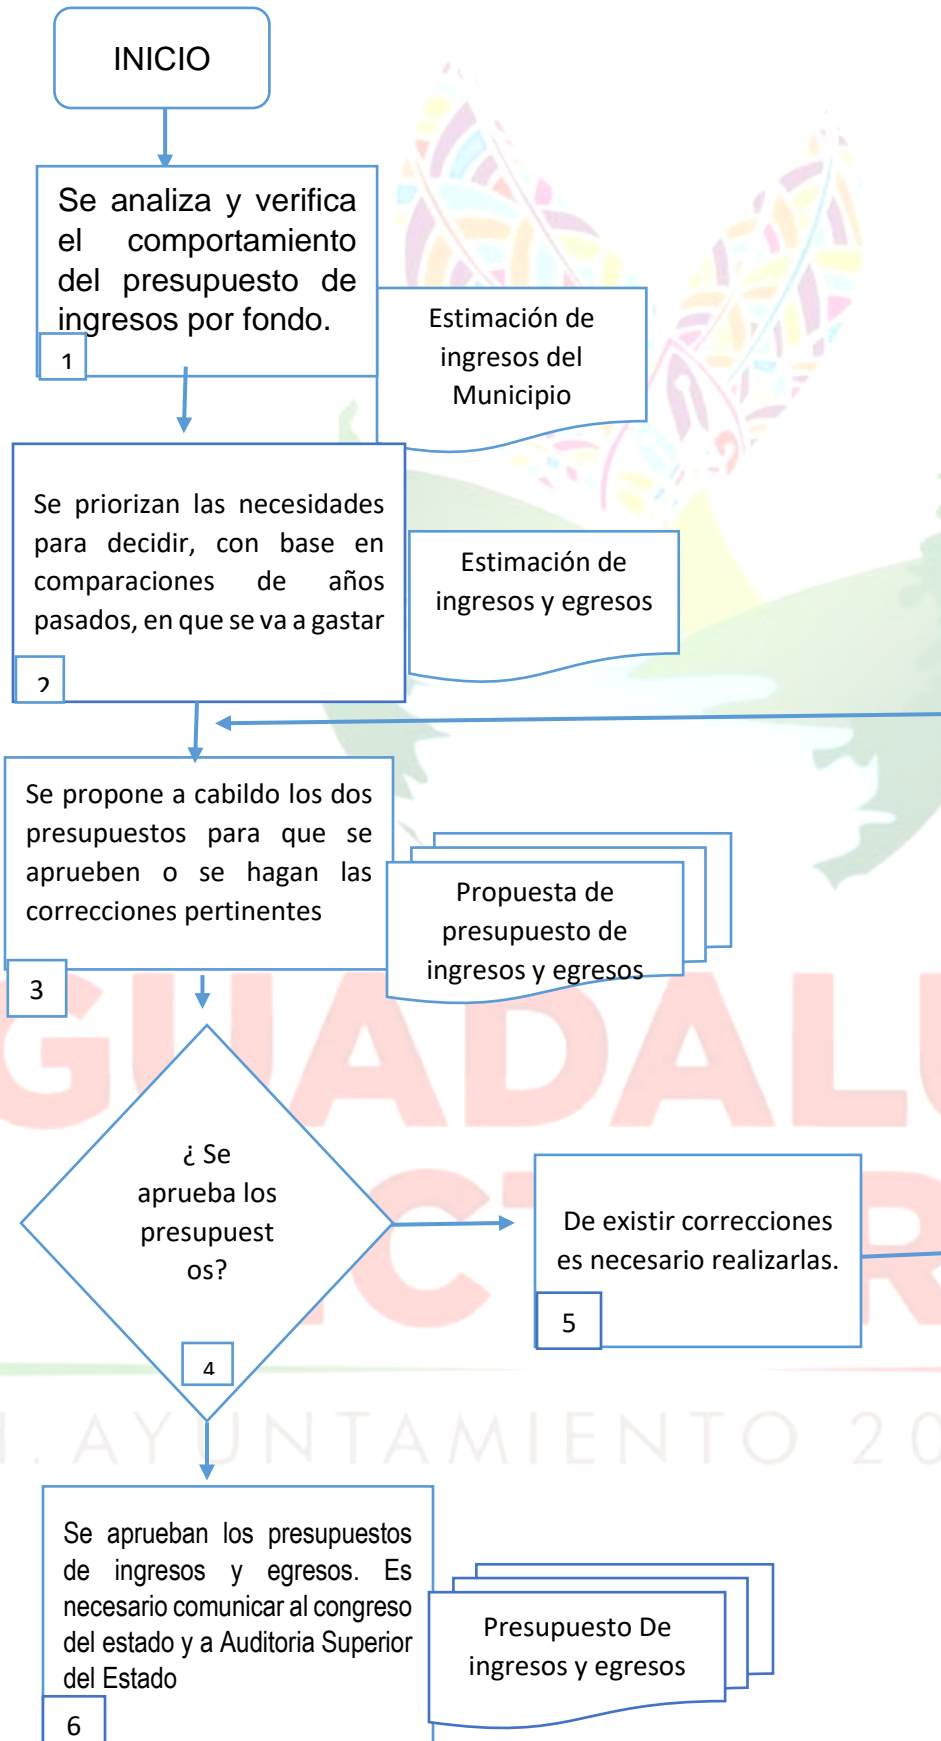 INICIO
Se analiza y verifica
el comportamiento
del presupuesto de
ingresos por fondo.
1
Estimación de
ingresos del
Municipio
Se priorizan las necesidades
para decidir, con base en
comparaciones de años
pasados, en que se va a gastar
2
Estimación de
ingresos y egresos
Se propone a cabildo los dos
presupuestos para que se
aprueben o se hagan las
correcciones pertinentes
3
Propuesta de
presupuesto de
ingresos y egresos
GUADALU
¿ Se
aprueba los
presupuest
os?
4
De existir correcciones
es necesario realizarlas.
5
. AYUNTAMIENTO 20
Se aprueban los presupuestos
de ingresos y egresos. Es
necesario comunicar al congreso
del estado y a Auditoria Superior
del Estado
6
Presupuesto De
ingresos y egresos